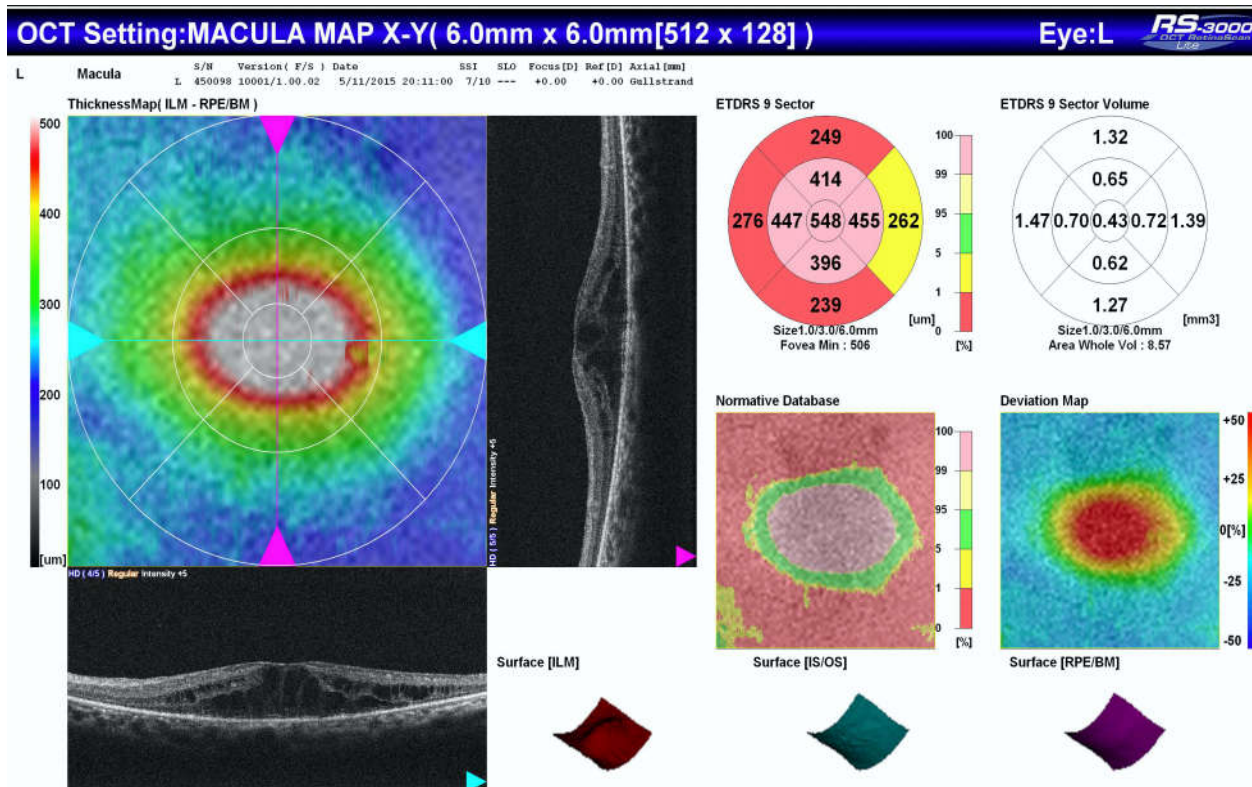 OCT Setting:MACULA MAP X-Y( 6.0mm x 6.0mm[512 x 128] ) Eye:L RS-3000
OCT RetinaScan
Lite
S/N Version( F/S ) Date SSI SLO Focus[D] Ref[D] Axial[mm]
L Macula L 450098 10001/1.00.02 5/11/2015 20:11:00 7/10 --- +0.00 +0.00 Gullstrand
ThicknessMap( ILM - RPE/BM )
500
400
300
200
100
[um]
HD ( 5/5 ) Regular Intensity +5
HD ( 4/5 ) Regular Intensity +5
ETDRS 9 Sector
249
414
276 447 548 455 262
396
239
[um]
Size1.0/3.0/6.0mm
Fovea Min : 506
100
99
95
5
1
0
[%]
ETDRS 9 Sector Volume
1.32
0.65
1.47 0.70 0.43 0.72 1.39
0.62
1.27
[mm3]
Size1.0/3.0/6.0mm
Area Whole Vol : 8.57
Normative Database
100
99
95
5
1
0
[%]
Deviation Map
+50
+25
0[%]
-25
-50
Surface [ILM]
Surface [IS/OS]
Surface [RPE/BM]